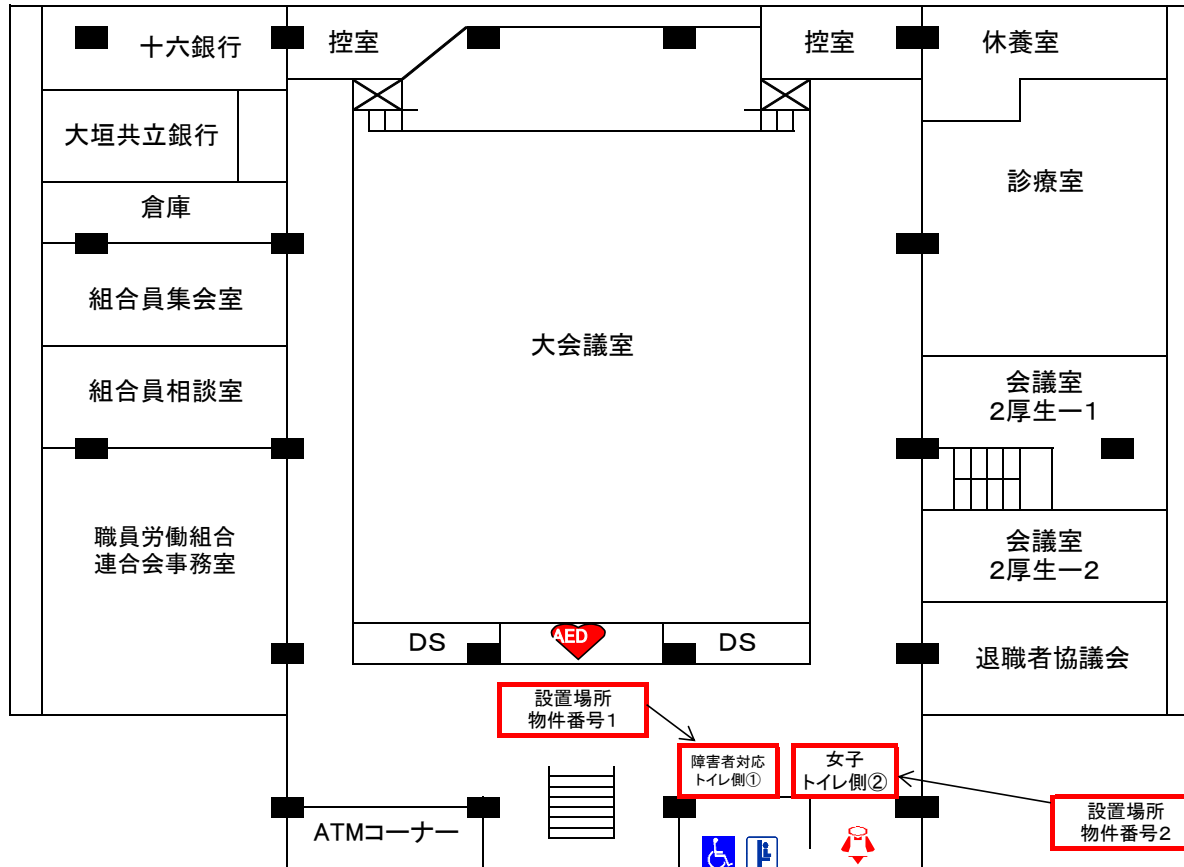 十六銀行
控室
控室
休養室
大垣共立銀行
診療室
倉庫
組合員集会室
大会議室
組合員相談室
会議室
2厚生ー1
職員労働組合
連合会事務室
会議室
2厚生ー2
DS
AED
DS
退職者協議会
設置場所
物件番号1
障害者対応
トイレ側①
女子
トイレ側②
設置場所
物件番号2
ATMコーナー